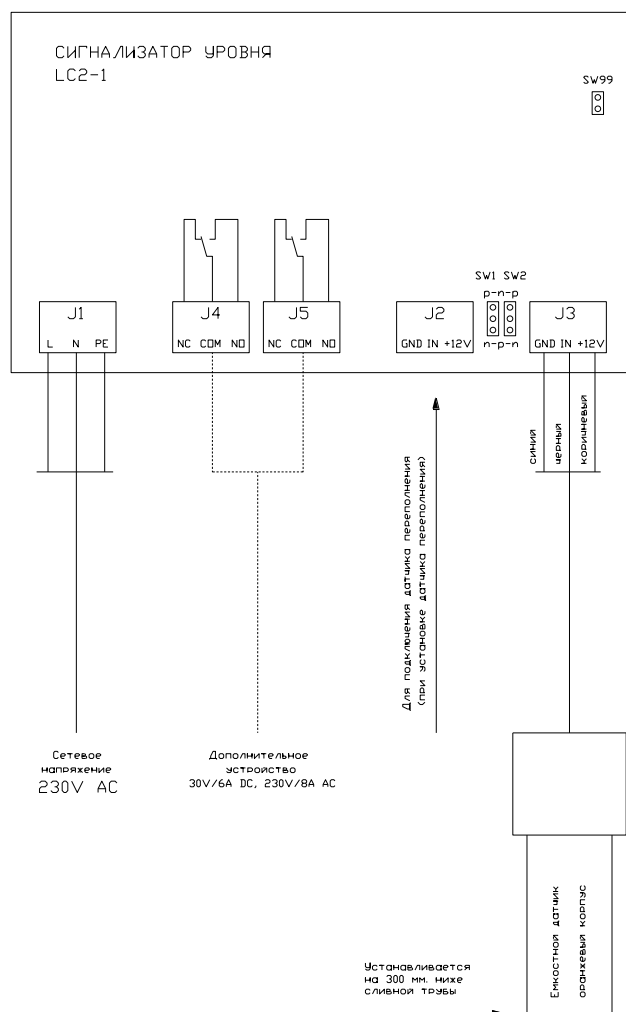 СИГНАЛИЗАТОР УРОВНЯ
LC2-1
SW99
SW1 SW2
p-n-p
J1
J4
J5
J2
J3
L N PE
NC COM NO
NC COM NO
GND IN +12V
n-p-n
GND IN +12V
синий
черный
коричневый
Для подключения датчика переполнения
(при установке датчика переполнения)
Сетевое
напряжение
230V AC
Дополнительное
устройство
30V/6A DC, 230V/8A AC
Емкостной датчик
оранжевый корпус
Устанавливается
на 300 мм. ниже
сливной трубы